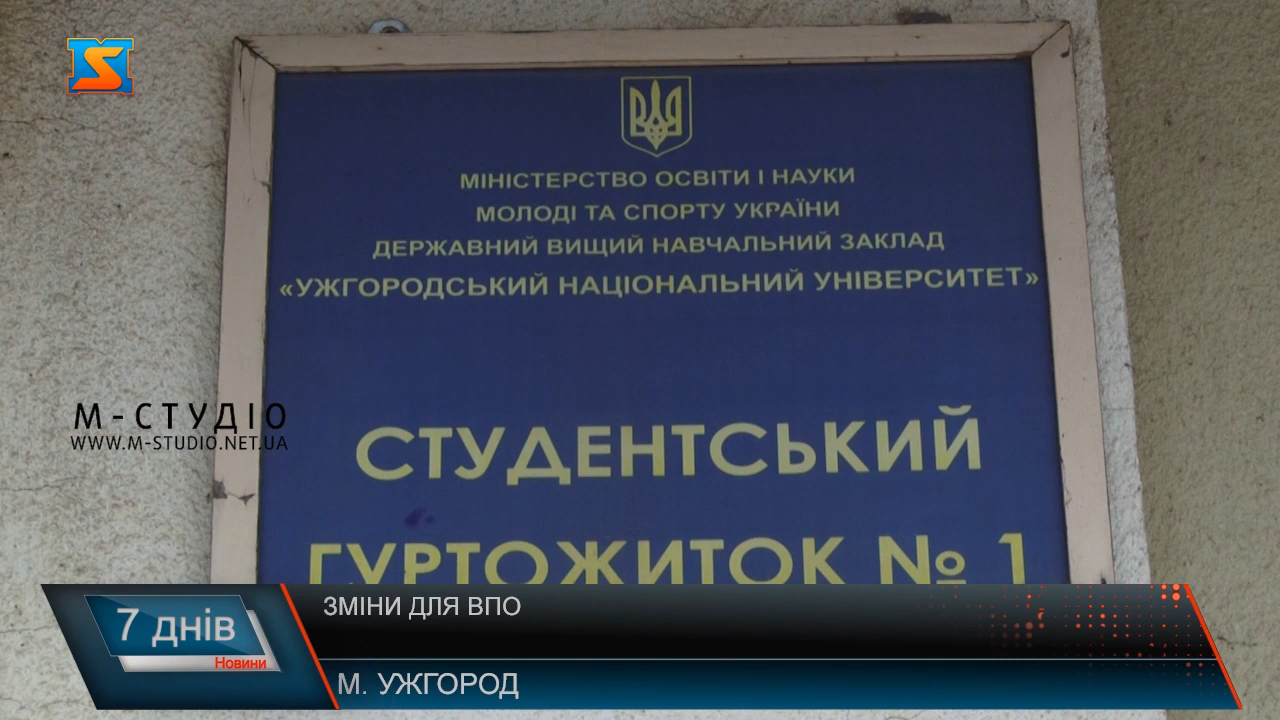 МІНІСТЕРСТВО ОСВІТИ І НАУКИ
МОЛОДІ ТА СПОРТУ УКРАЇНИ
ДЕРЖАВНИЙ ВИЩИЙ НАВЧАЛЬНИЙ ЗАКЛАД
«УЖГОРОДСЬКИЙ НАЦІОНАЛЬНИЙ УНІВЕРСИТЕТ»
М-СТУДІО
WWW.M-STUDIO.NET.UA
СТУДЕНТСЬКИЙ
ГУРТОЖИТОК № 1
7 днів
Новини
ЗМІНИ ДЛЯ ВПО
М. УЖГОРОД